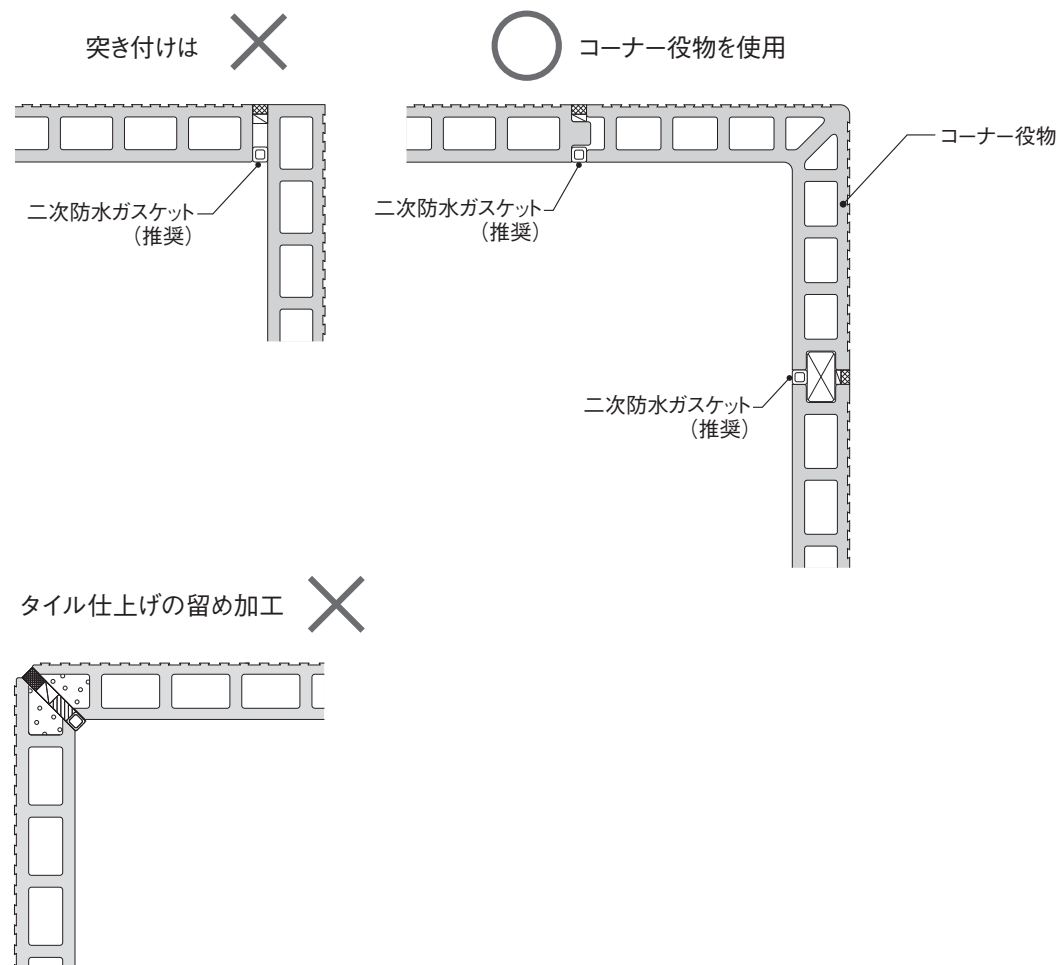 突き付けは
コーナー役物を使用
コーナー役物
二次防水ガスケット
（推奨）
二次防水ガスケット
（推奨）
二次防水ガスケット
（推奨）
タイル仕上げの留め加工